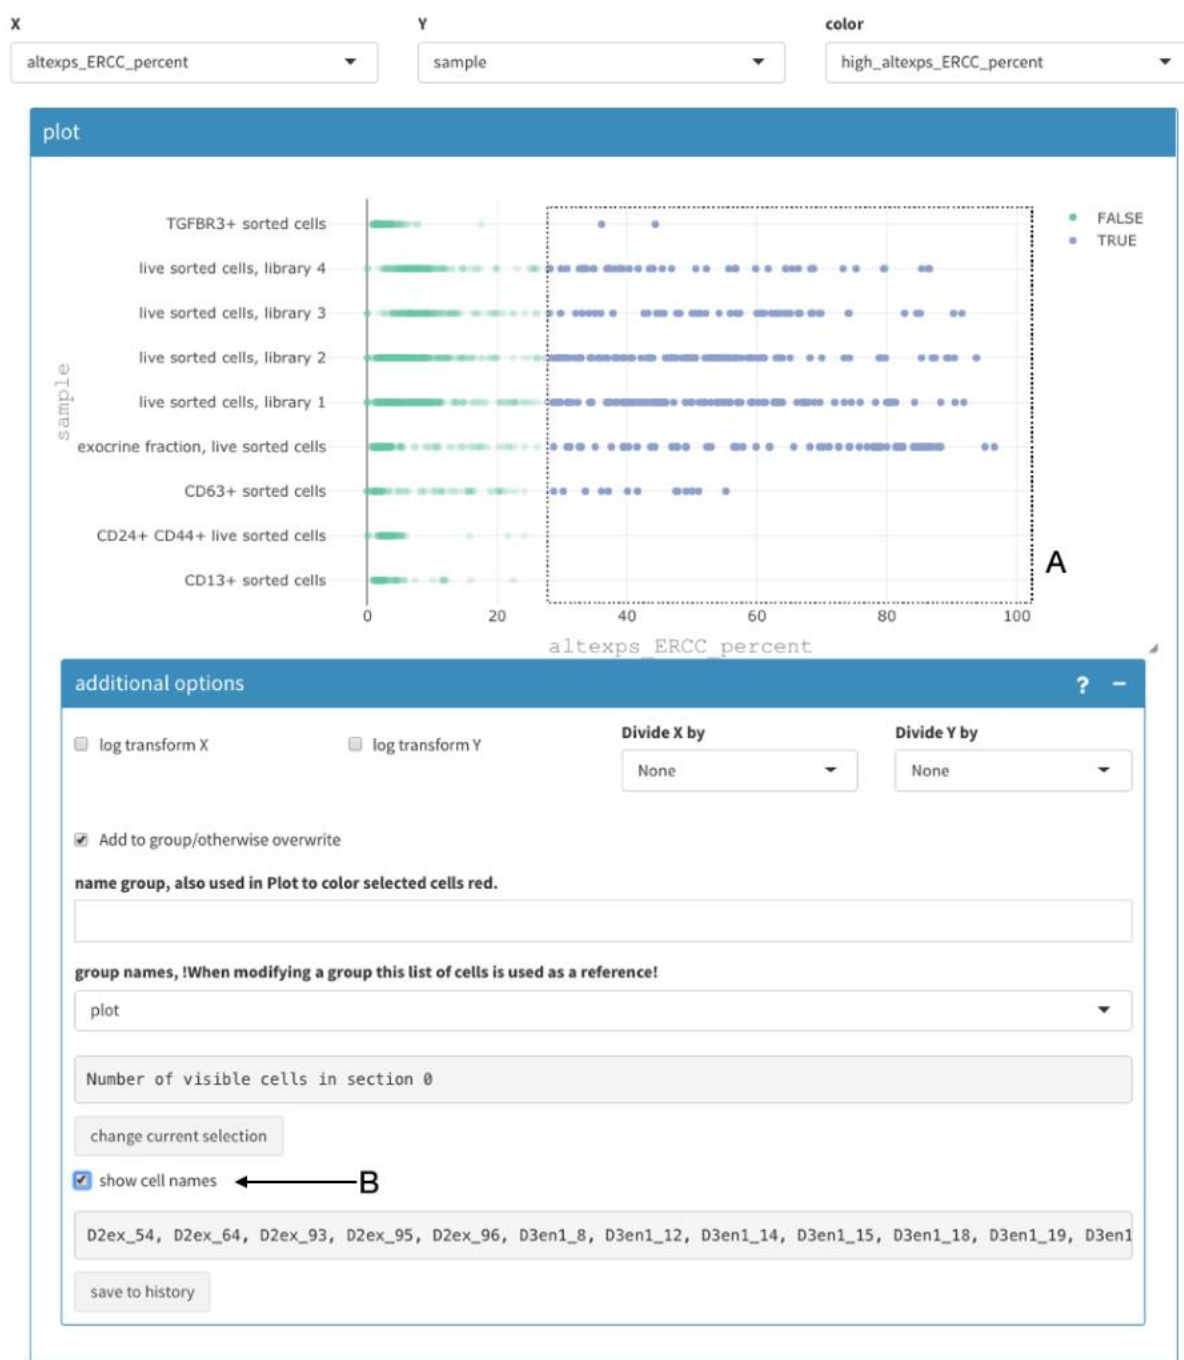 X Y color
altexps_ERCC_percent sample high_altexps_ERCC_percent
plot
TGFBR3+ sorted cells
live sorted cells, library 4
live sorted cells, library 3
live sorted cells, library 2
live sorted cells, library 1
exocrine fraction, live sorted cells
CD63+ sorted cells
CD24+ CD44+ live sorted cells
CD13+ sorted cells
sample
FALSE
TRUE
A
0 20 40 60 80 100
altexps_ERCC_percent
additional options ? −
log transform X log transform Y Divide X by Divide Y by
None None
Add to group/otherwise overwrite
name group, also used in Plot to color selected cells red.
group names, !When modifying a group this list of cells is used as a reference!
plot
Number of visible cells in section 0
change current selection
show cell names B
D2ex_54, D2ex_64, D2ex_93, D2ex_95, D2ex_96, D3en1_8, D3en1_12, D3en1_14, D3en1_15, D3en1_18, D3en1_19, D3en1
save to history